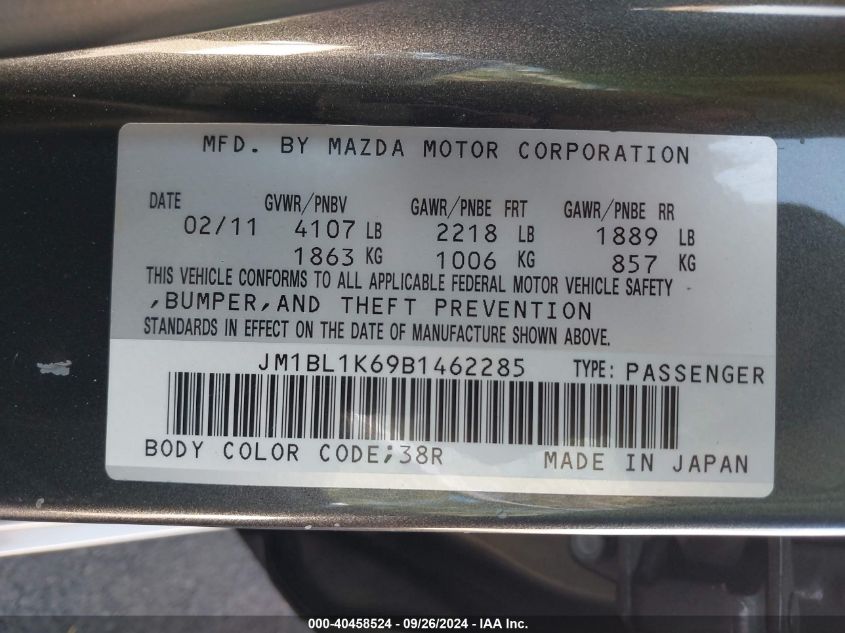 MFD. BY MAZDA MOTOR CORPORATION
DATE GVWR/PNBV GAWR/PNBE FRT GAWR/PNBE RR
02/11 4107 LB 2218 LB 1889 LB
1863 KG 1006 KG 857 KG
THIS VEHICLE CONFORMS TO ALL APPLICABLE FEDERAL MOTOR VEHICLE SAFETY
,BUMPER,AND THEFT PREVENTION
STANDARDS IN EFFECT ON THE DATE OF MANUFACTURE SHOWN ABOVE.
JM1BL1K69B1462285 TYPE: PASSENGER
BODY COLOR CODE;38R MADE IN JAPAN
000-40458524 - 09/26/2024 - IAA Inc.